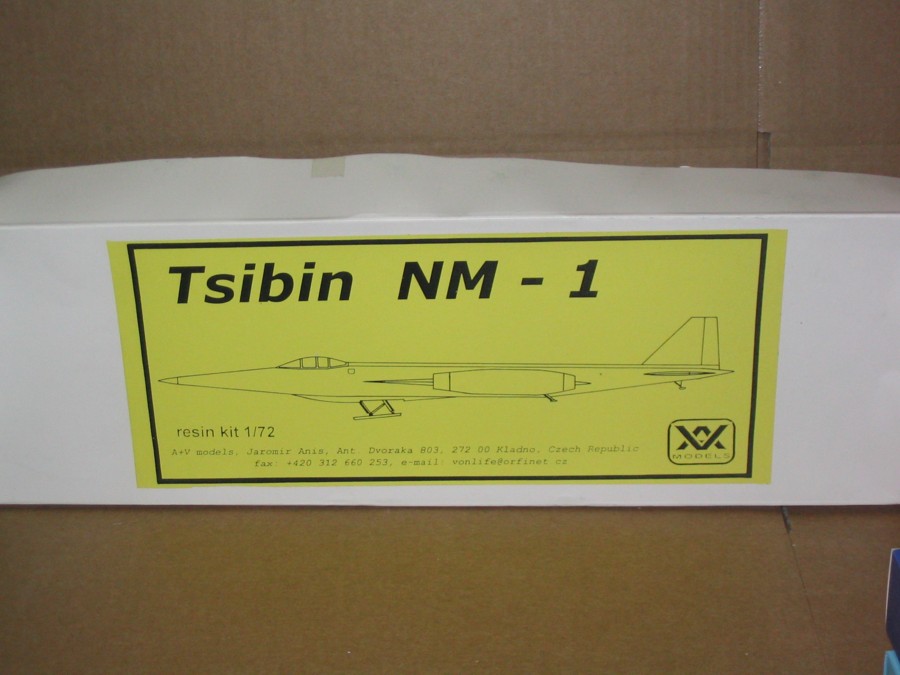 Tsibin NM - 1
resin kit 1/72
A+V models, Jaromir Anis, Ant. Dvoraka 803, 272 00 Kladno, Czech Republic
fax: +420 312 660 253, e-mail: vonlife@orfinet.cz
AV
MODELS